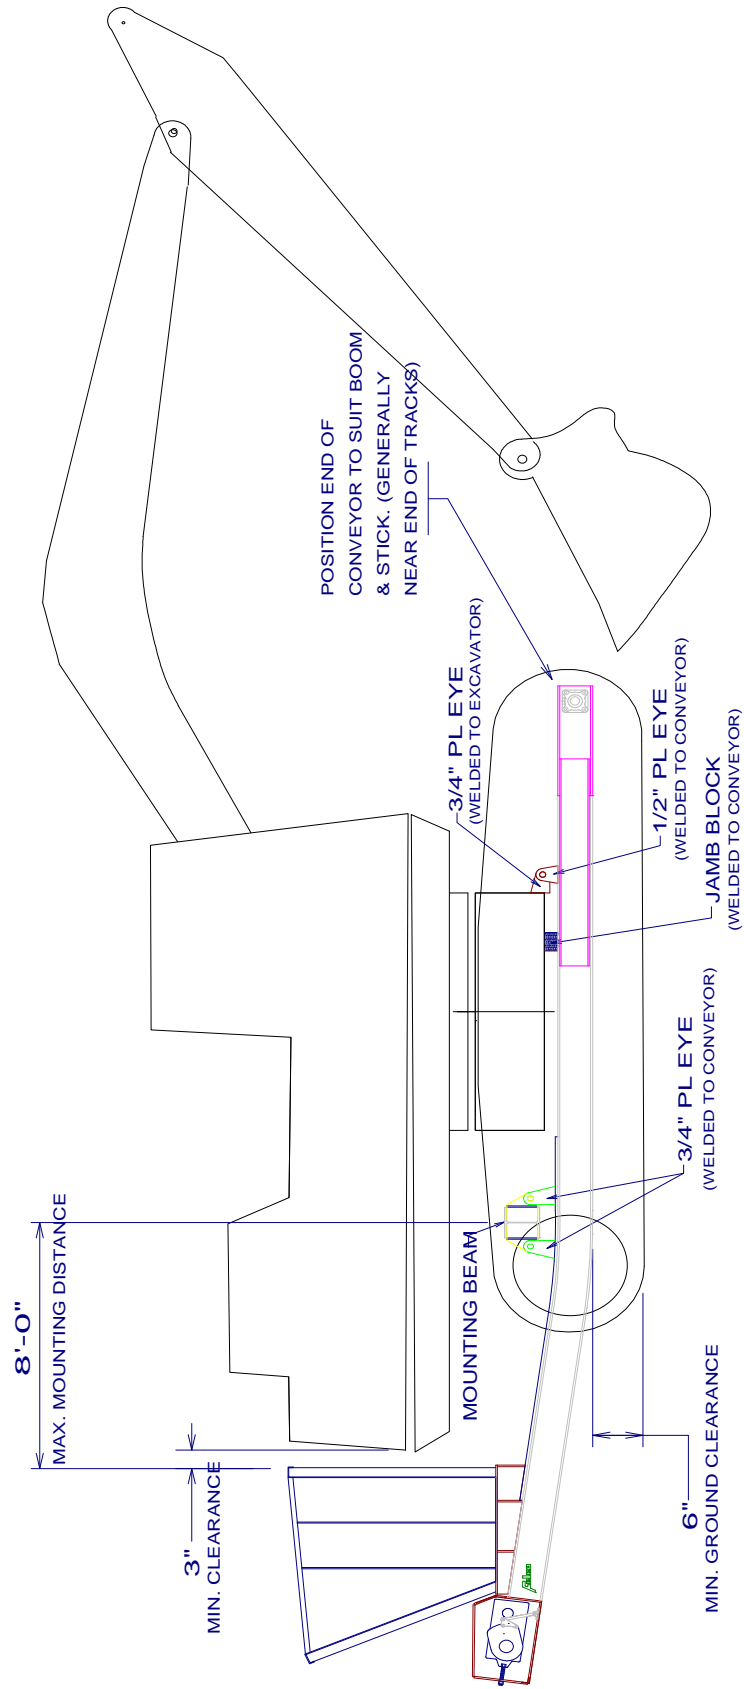 8'-0"
MAX. MOUNTING DISTANCE
3"
MIN. CLEARANCE
POSITION END OF
CONVEYOR TO SUIT BOOM
& STICK. (GENERALLY
NEAR END OF TRACKS)
3/4" PL EYE
(WELDED TO EXCAVATOR)
MOUNTING BEAM
1/2" PL EYE
(WELDED TO CONVEYOR)
JAMB BLOCK
(WELDED TO CONVEYOR)
3/4" PL EYE
(WELDED TO CONVEYOR)
6"
MIN. GROUND CLEARANCE